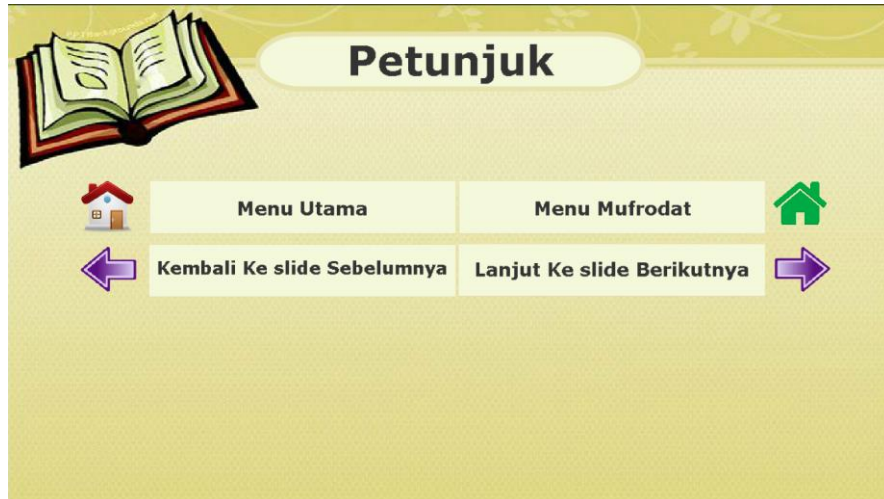 Petunjuk
Menu Utama
Menu Mufrodat
Kembali Ke slide Sebelumnya
Lanjut Ke slide Berikutnya